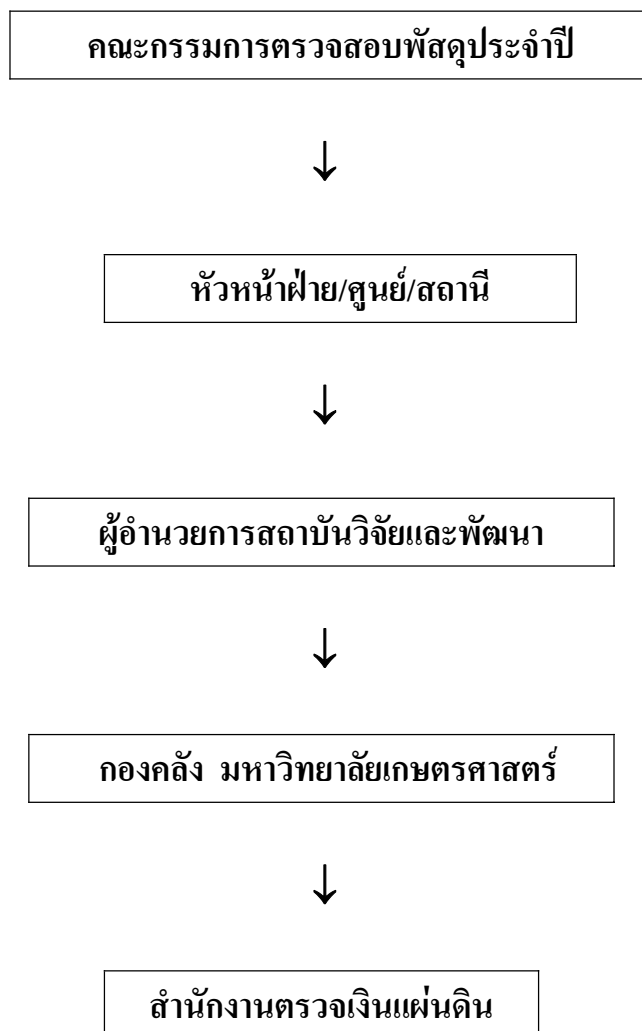 คณะกรรมการตรวจสอบพัสดุประจำปี
↓
หัวหน้าฝ่าย/ศูนย์/สถานี
↓
ผู้อำนวยการสถาบันวิจัยและพัฒนา
↓
กองคลัง มหาวิทยาลัยเกษตรศาสตร์
↓
สำนักงานตรวจเงินแผ่นดิน